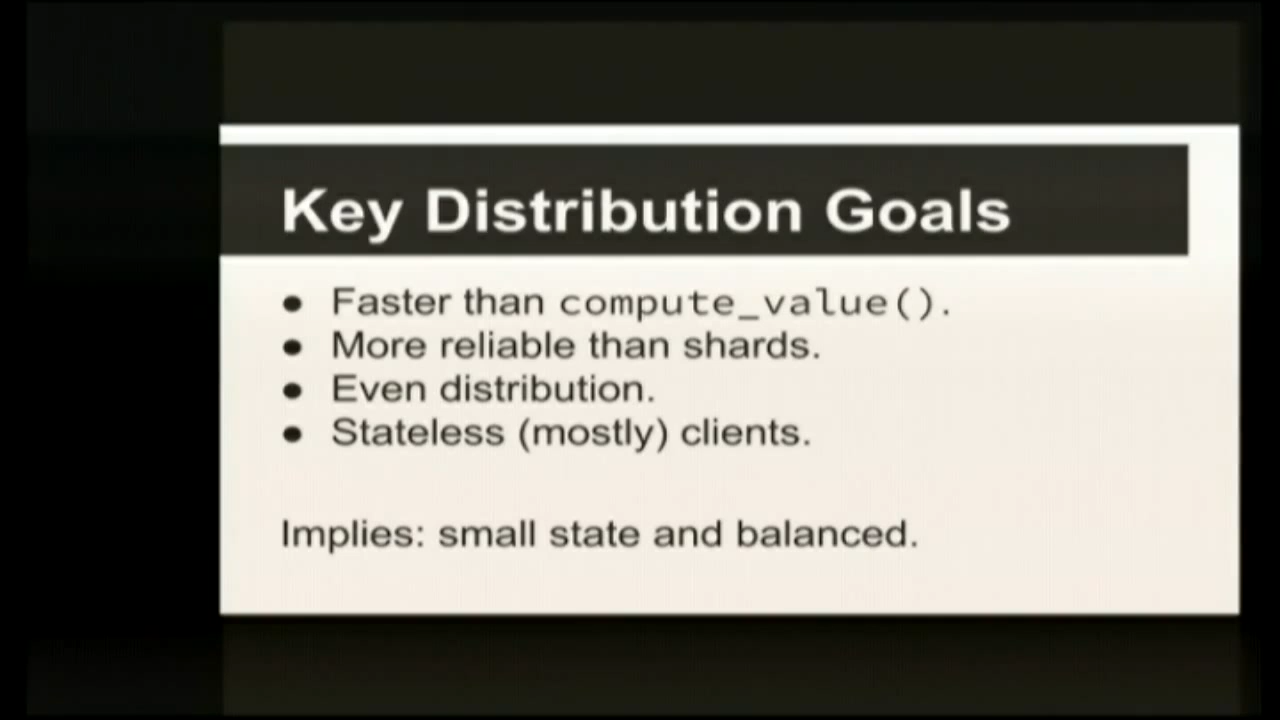 Key Distribution Goals
● Faster than compute_value().
● More reliable than shards.
● Even distribution.
● Stateless (mostly) clients.
Implies: small state and balanced.